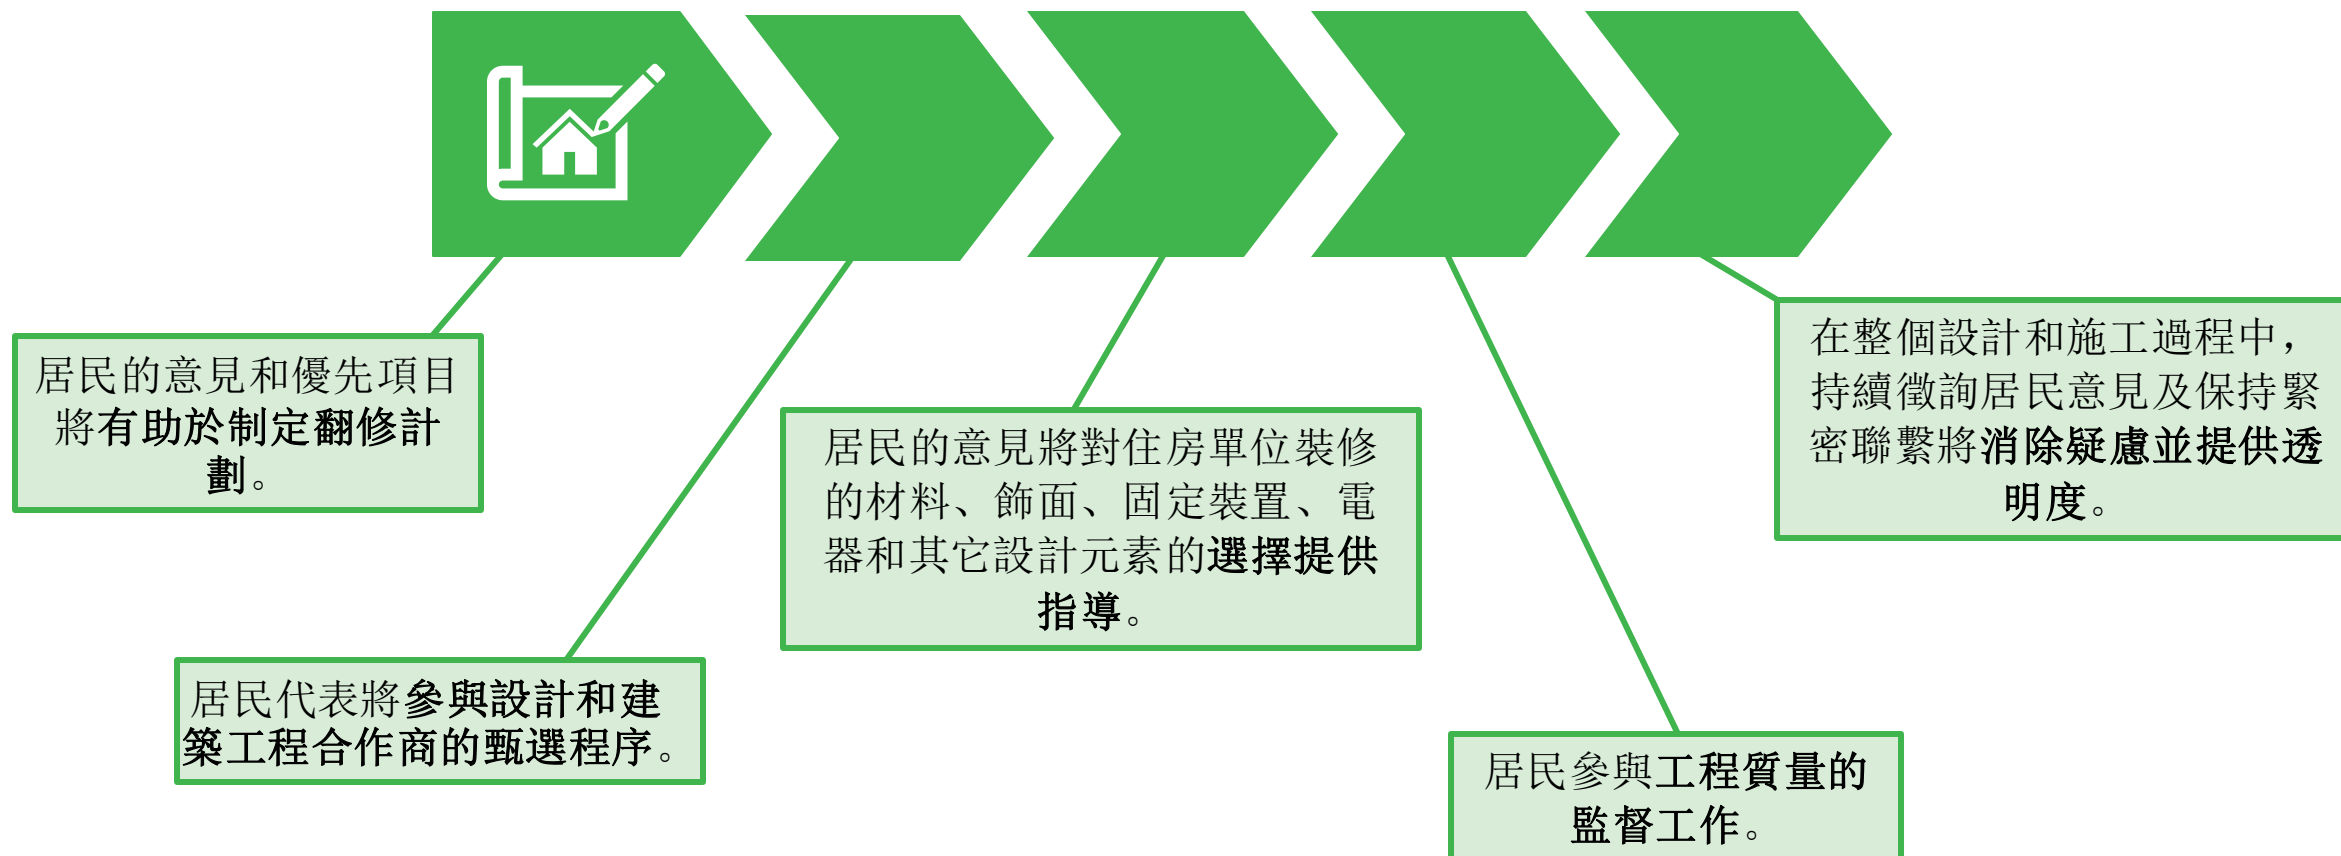 居民的意見和優先項目
將有助於制定翻修計
劃。
居民代表將參與設計和建
築工程合作商的甄選程序。
居民的意見將對住房單位裝修
的材料、飾面、固定裝置、電
器和其它設計元素的選擇提供
指導。
居民參與工程質量的
監督工作。
在整個設計和施工過程中，
持續徵詢居民意見及保持緊
密聯繫將消除疑慮並提供透
明度。